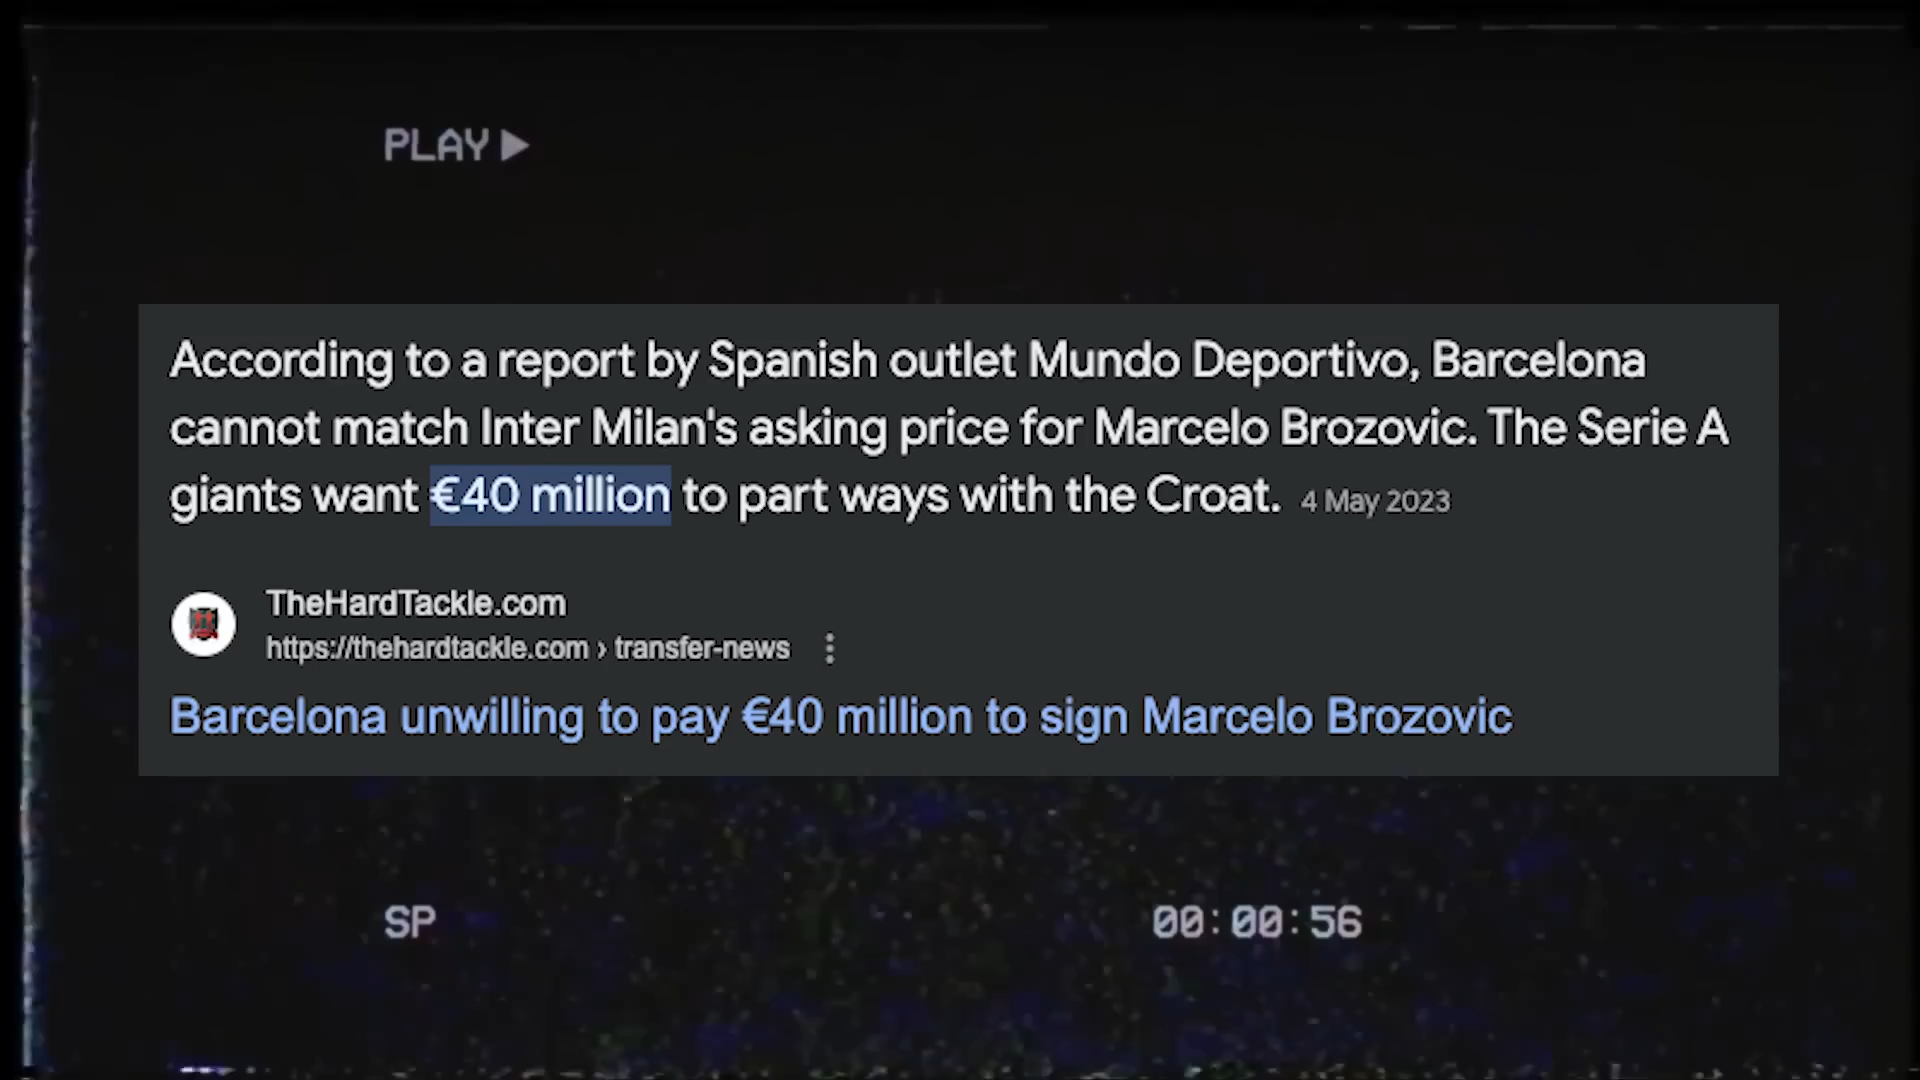 PLAY
According to a report by Spanish outlet Mundo Deportivo, Barcelona
cannot match Inter Milan's asking price for Marcelo Brozovic. The Serie A
giants want €40 million to part ways with the Croat. 4 May 2023
TheHardTackle.com
https://thehardtackle.com › transfer-news
Barcelona unwilling to pay €40 million to sign Marcelo Brozovic
SP
00:00:56